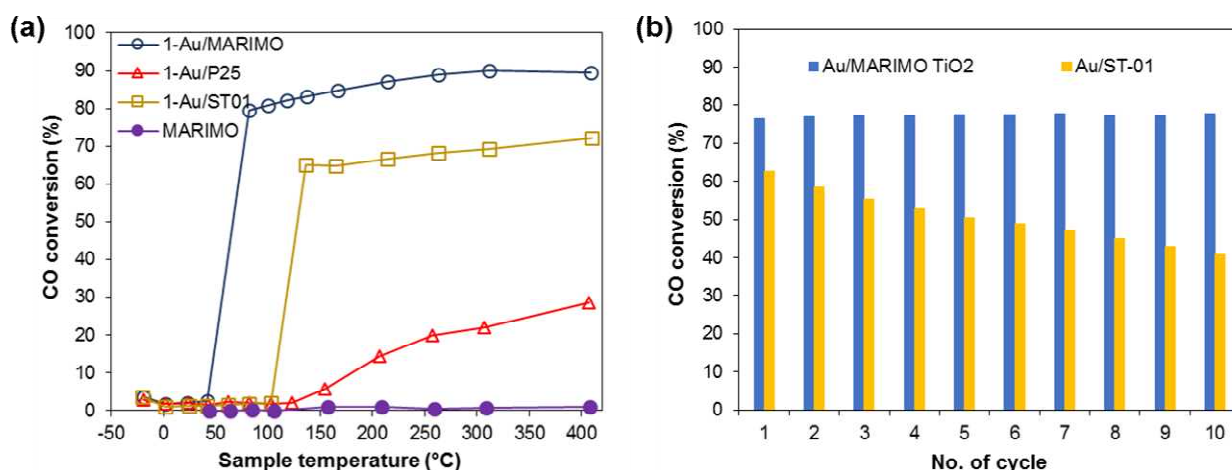 (a)
CO conversion (%)
100
90
80
70
60
50
40
30
20
10
0
1-Au/MARIMO
1-Au/P25
1-Au/ST01
MARIMO
-50 0 50 100 150 200 250 300 350 400
Sample temperature (°C)
(b)
CO conversion (%)
100
90
80
70
60
50
40
30
20
10
0
Au/MARIMO TiO2 Au/ST-01
1 2 3 4 5 6 7 8 9 10
No. of cycle